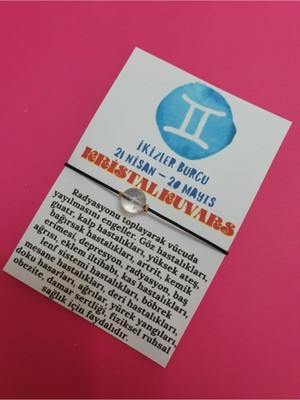 İKİZLER BURCU
21 NİSAN – 20 MAYIS
KRİSTAL KUVARS
Radyasyonu toplayarak vücuda
yayılmasını engeller. Göz hastalıkları,
guatr, kalp hastalıkları, yüksek ateş,
bağırsak hastalıkları, artrit, kemik
erimesi, depresyon, radyasyon, baş
ağrısı, eklem iltihabı, kas hastalıkları,
lenf sistemi hastalıkları, böbrek
mesane hastalıkları, deri hastalıkları,
doku hasarları, ağrılar, yürek yangıları,
obezite, damar sertliği, fiziksel ruhsal
sağlık için faydalıdır.